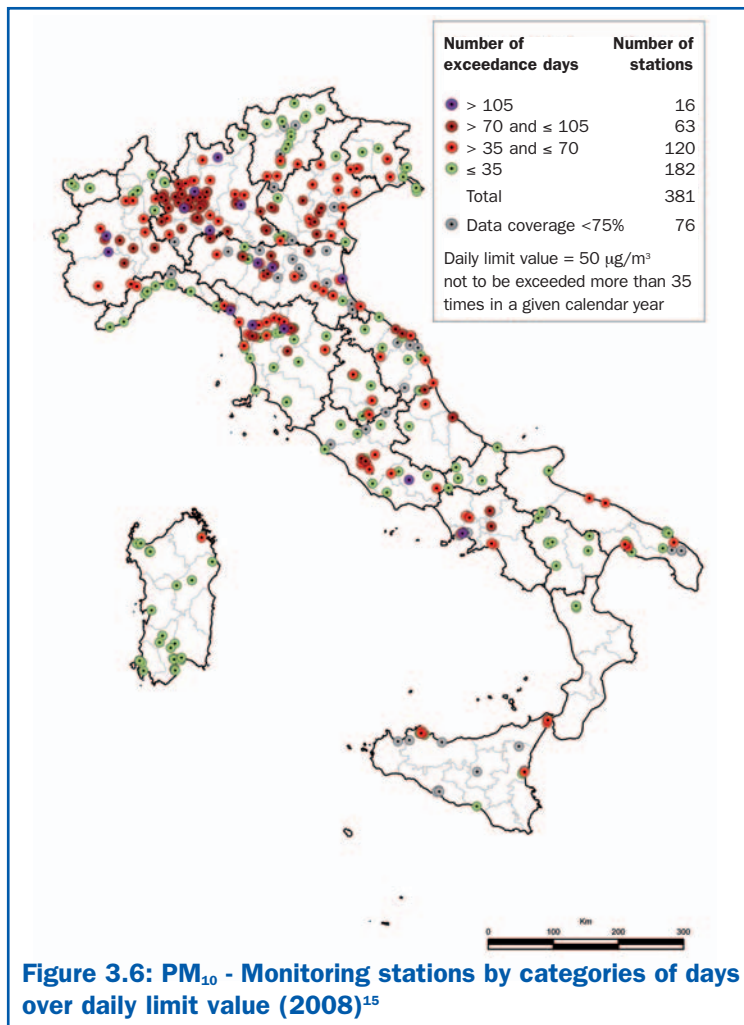 Number of exceedance days
Number of stations
> 105 16
> 70 and ≤ 105 63
> 35 and ≤ 70 120
≤ 35 182
Total 381
Data coverage <75% 76
Daily limit value = 50 µg/m³
not to be exceeded more than 35
times in a given calendar year
Km
0 100 200 300
Figure 3.6: PM₁₀ - Monitoring stations by categories of days
over daily limit value (2008)¹⁵